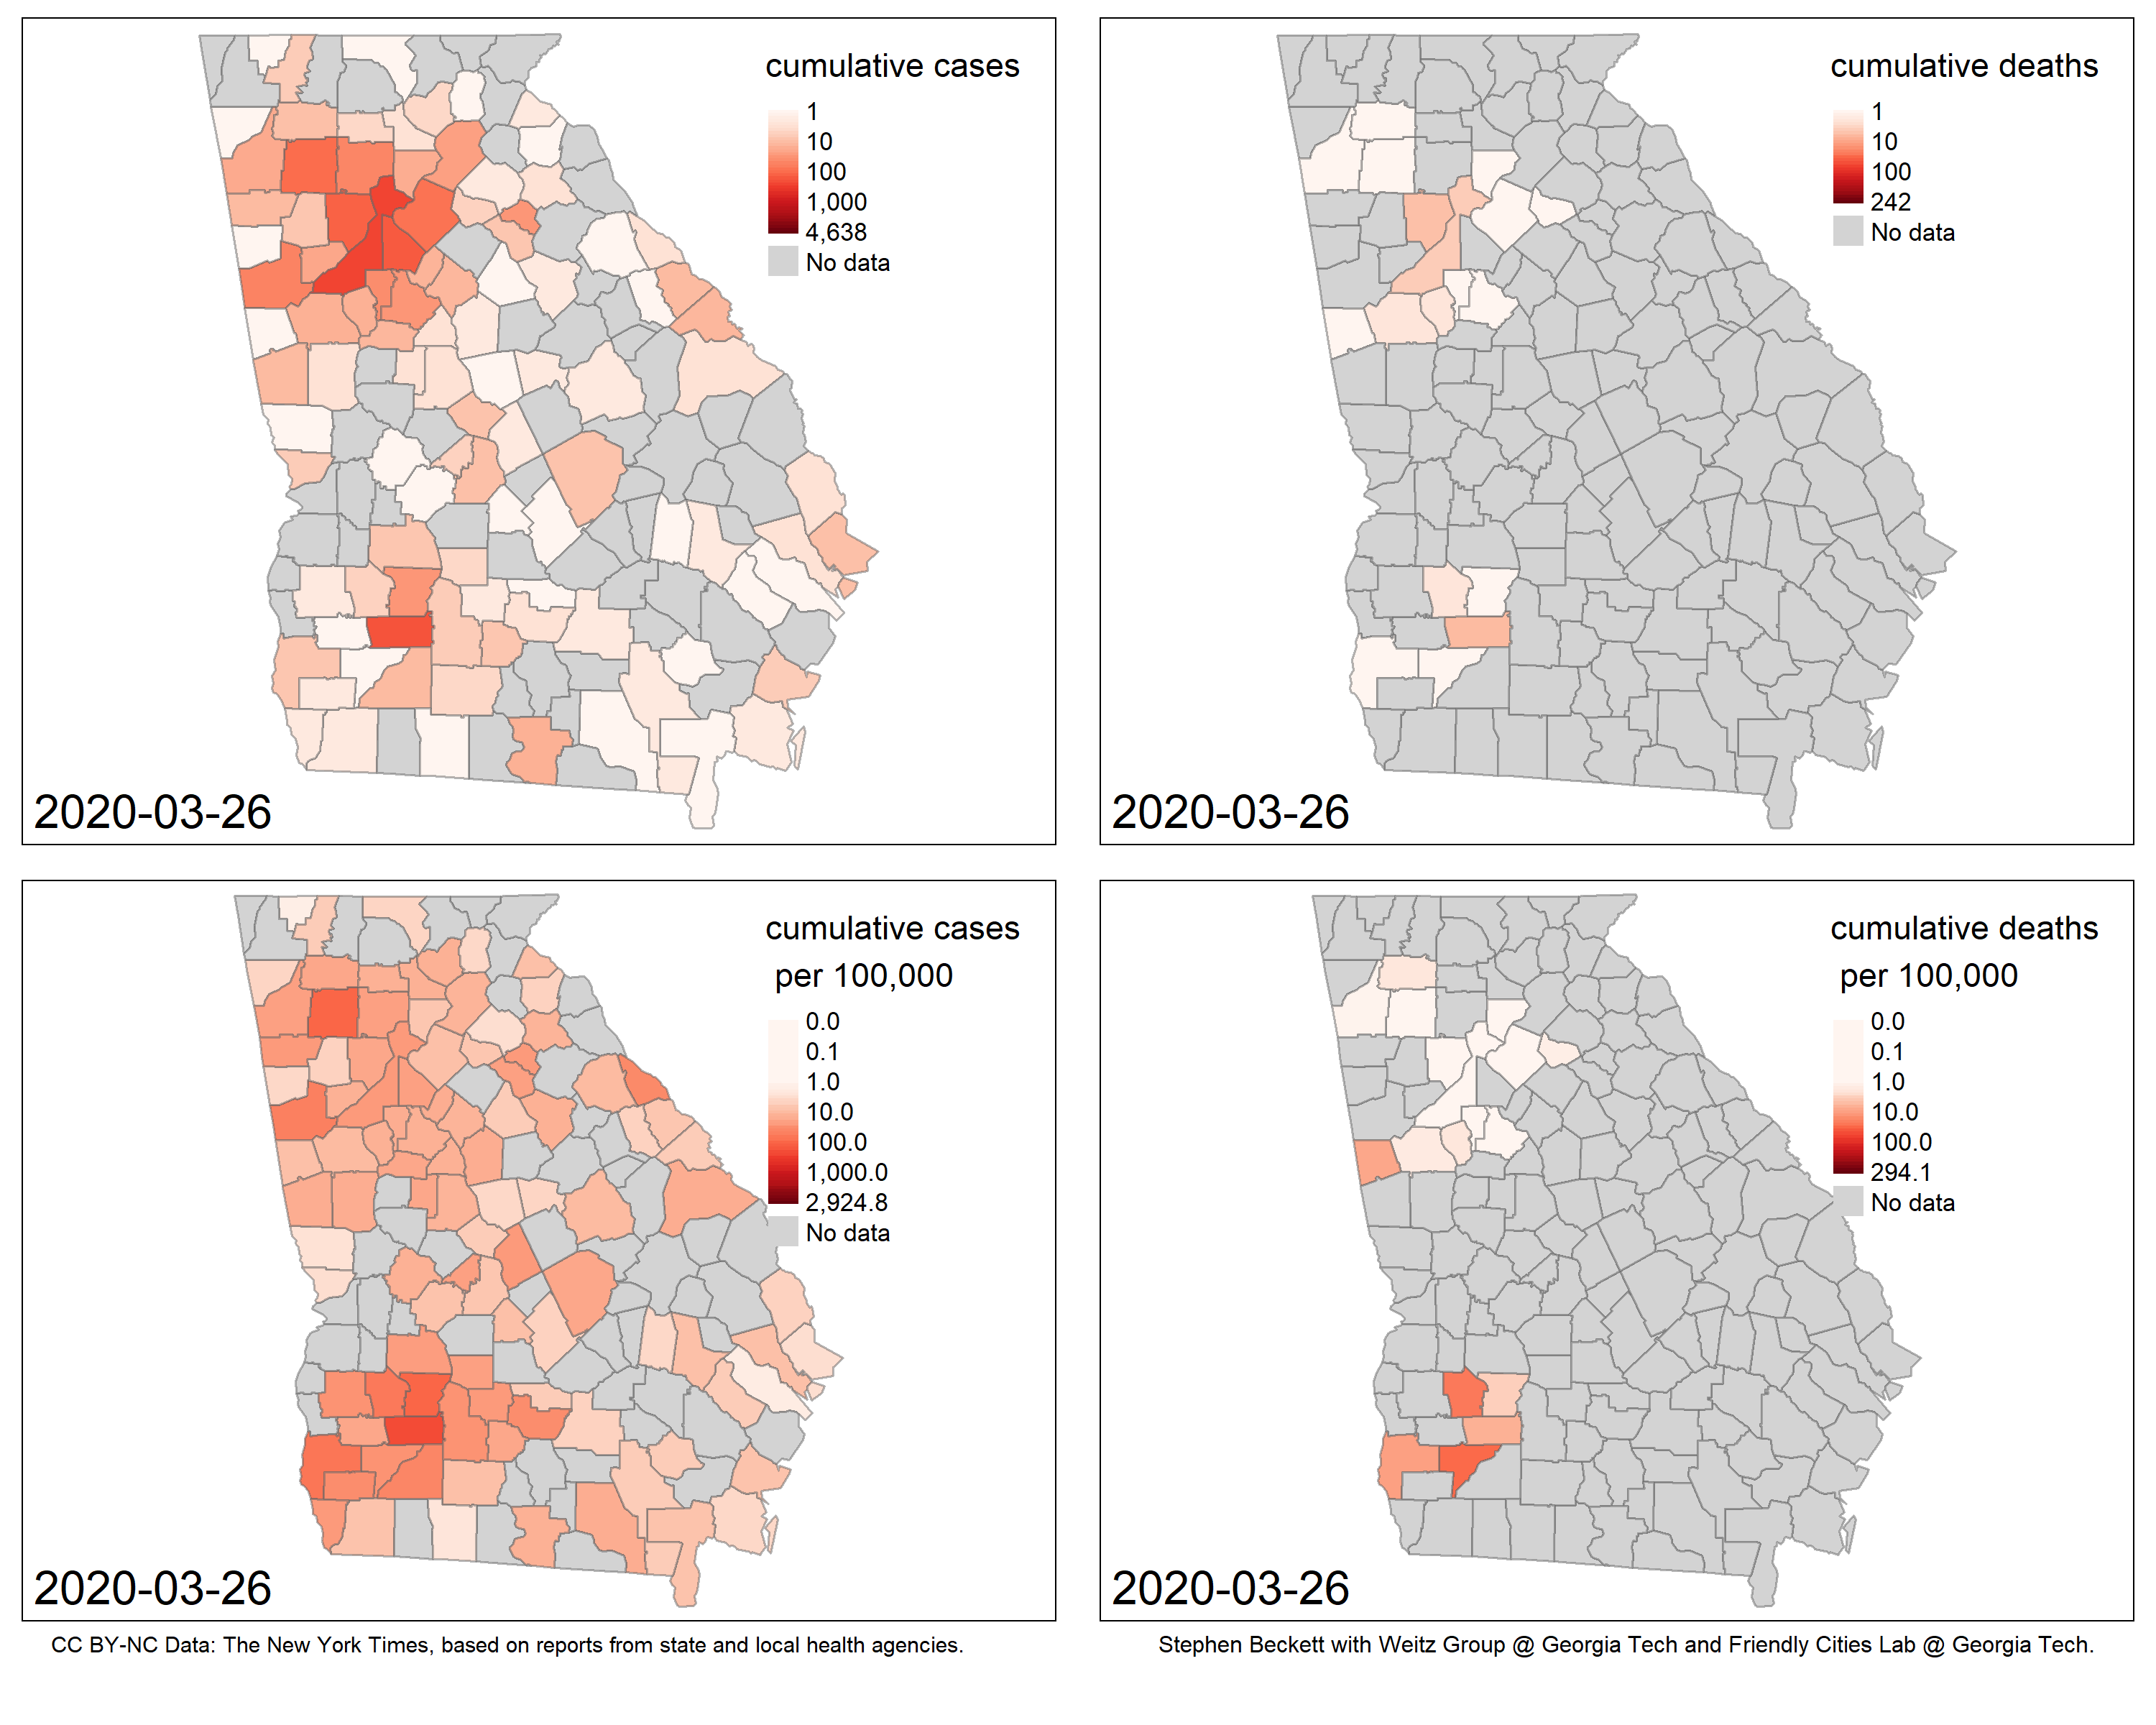 cumulative cases
1
10
100
1,000
4,638
No data
2020-03-26
cumulative deaths
1
10
100
242
No data
2020-03-26
cumulative cases
per 100,000
0.0
0.1
1.0
10.0
100.0
1,000.0
2,924.8
No data
2020-03-26
cumulative deaths
per 100,000
0.0
0.1
1.0
10.0
100.0
294.1
No data
2020-03-26
CC BY-NC Data: The New York Times, based on reports from state and local health agencies.
Stephen Beckett with Weitz Group @ Georgia Tech and Friendly Cities Lab @ Georgia Tech.